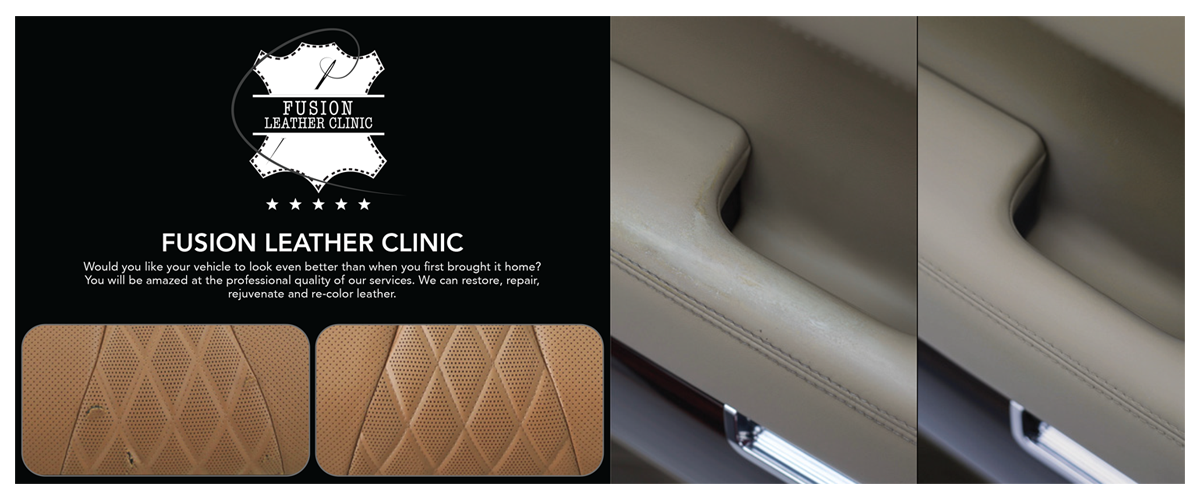 FUSION
LEATHER CLINIC
FUSION LEATHER CLINIC
Would you like your vehicle to look even better than when you first brought it home?
You will be amazed at the professional quality of our services. We can restore, repair,
rejuvenate and re-color leather.